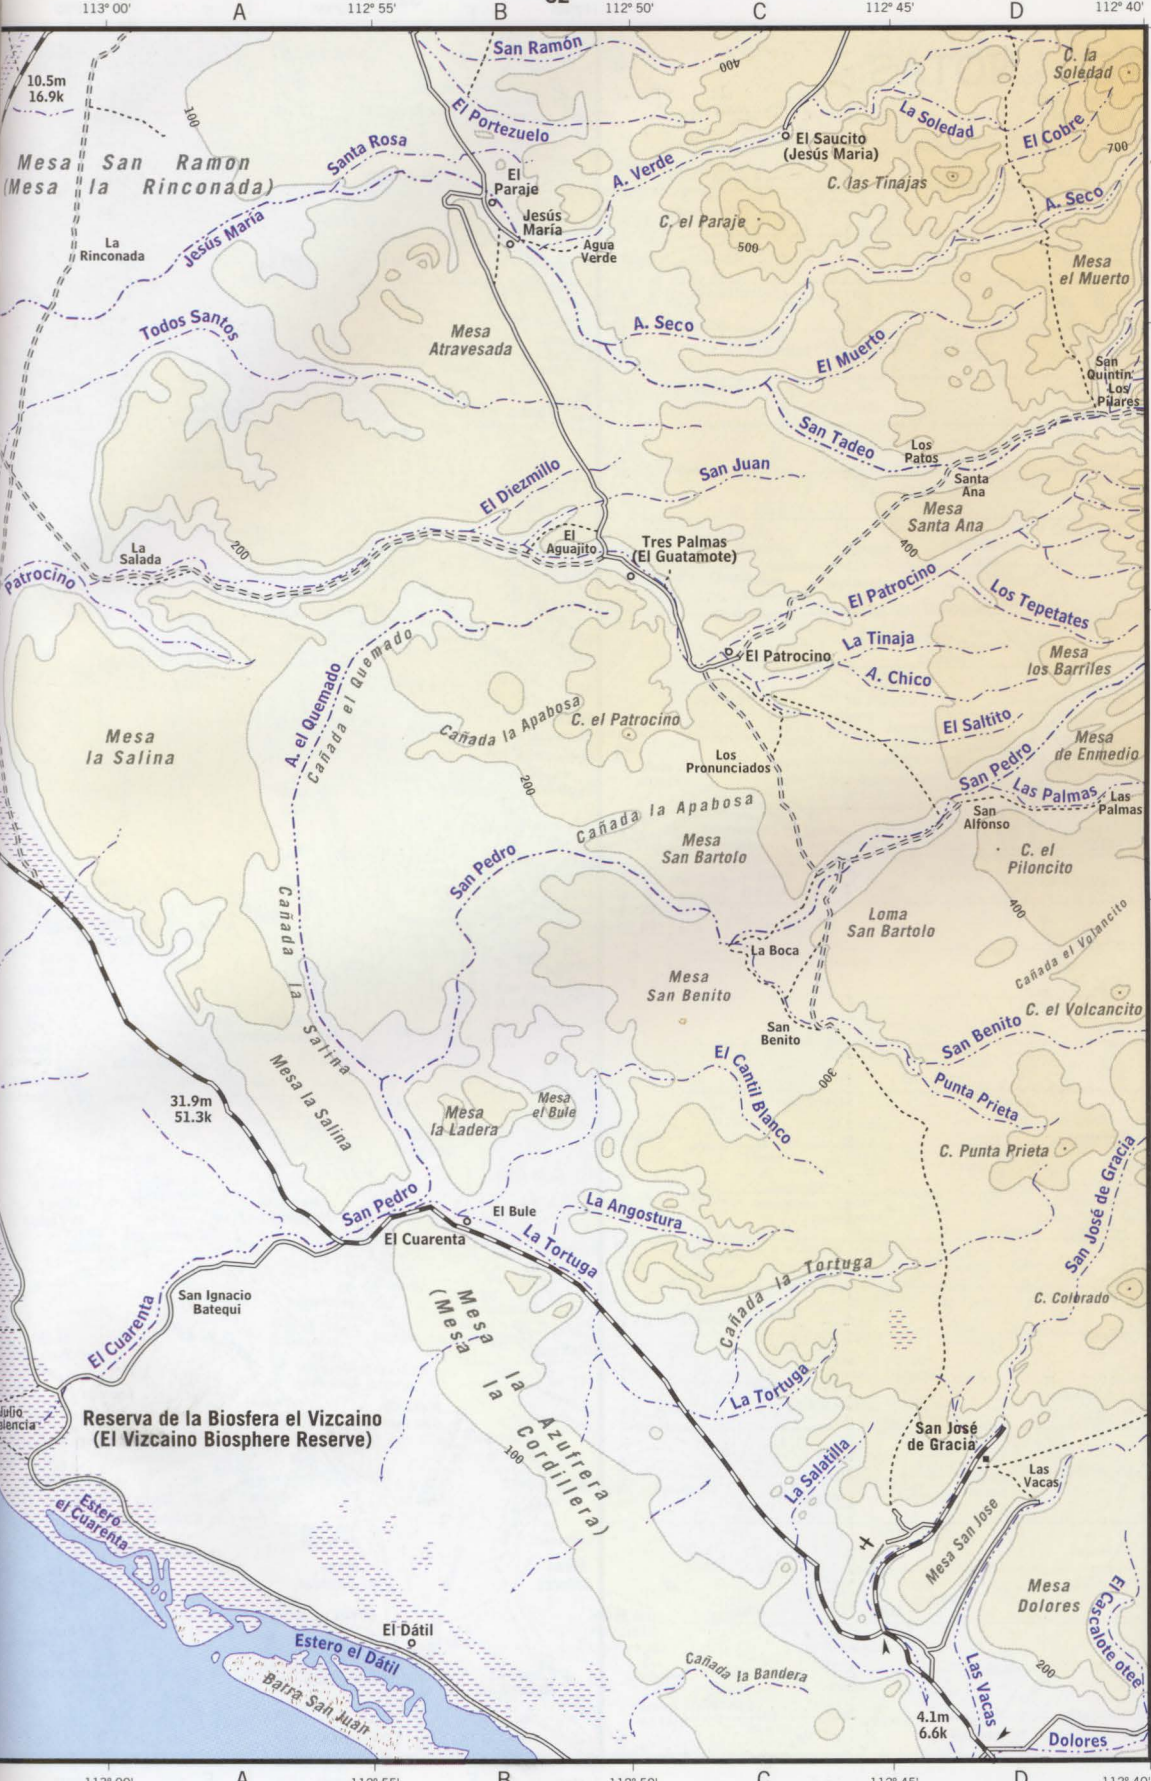 113° 00'
A
112° 55'
B
112° 50'
C
112° 45'
D
112° 40'
San Ramón
400
C. la
Soledad
10.5m
16.9k
100
El Portezuelo
La Soledad
El Cobre
El Saucito
(Jesús Maria)
700
Mesa San Ramon
(Mesa la Rinconada)
Santa Rosa
El
Paraje
A. Verde
C. las Tinajas
A. Seco
Jesús María
Jesús
María
C. el Paraje
500
La
Rinconada
Agua
Verde
Mesa
el Muerto
Todos Santos
Mesa
Atravesada
A. Seco
El Muerto
San
Quintín
Los
Pilares
San Tadeo
Los
Patos
El Diezmillo
San Juan
Santa
Ana
Mesa
Santa Ana
La
Salada
200
El
Aguajito
Tres Palmas
(El Guatamote)
400
Patrocino
El Patrocino
Los Tepetates
A. el Quemado
Cañada el Quemado
La Tinaja
El Patrocino
A. Chico
Mesa
los Barriles
Mesa
la Salina
Cañada la Apabosa
C. el Patrocino
El Saltito
Los
Pronunciados
Mesa
de Enmedio
200
San Pedro
Las Palmas
Las
Palmas
Cañada la Apabosa
San
Alfonso
Mesa
San Bartolo
San Pedro
C. el
Piloncito
Cañada la Salina
Loma
San Bartolo
400
La Boca
Cañada el Volancito
Mesa
San Benito
C. el Volcancito
San
Benito
San Benito
Mesa la Salina
El Cantil Blanco
300
Punta Prieta
31.9m
51.3k
Mesa
la Ladera
Mesa
el Bule
C. Punta Prieta
San José de Gracia
San Pedro
El Bule
La Angostura
El Cuarenta
La Tortuga
Cañada la Tortuga
San Ignacio
Batequi
C. Colorado
El Cuarenta
Mesa la Azufrera
(Mesa la Cordillera)
La Tortuga
Reserva de la Biosfera el Vizcaino
(El Vizcaino Biosphere Reserve)
San José
de Gracia
100
La Salatilla
Las
Vacas
Estero
el Cuarenta
Mesa San Jose
Mesa
Dolores
El Cascalote otee
El Dátil
Estero el Dátil
Cañada la Bandera
200
Las Vacas
Barra San Juan
4.1m
6.6k
Dolores
A
112° 55'
B
112° 50'
C
112° 45'
D